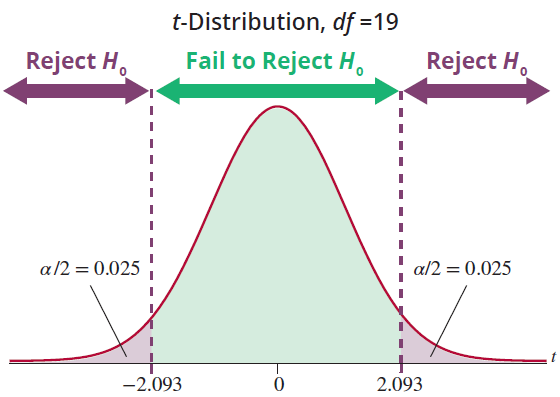 t-Distribution, df =19
Reject H₀ Fail to Reject H₀ Reject H₀
α/2 = 0.025 α/2 = 0.025
t
−2.093 0 2.093